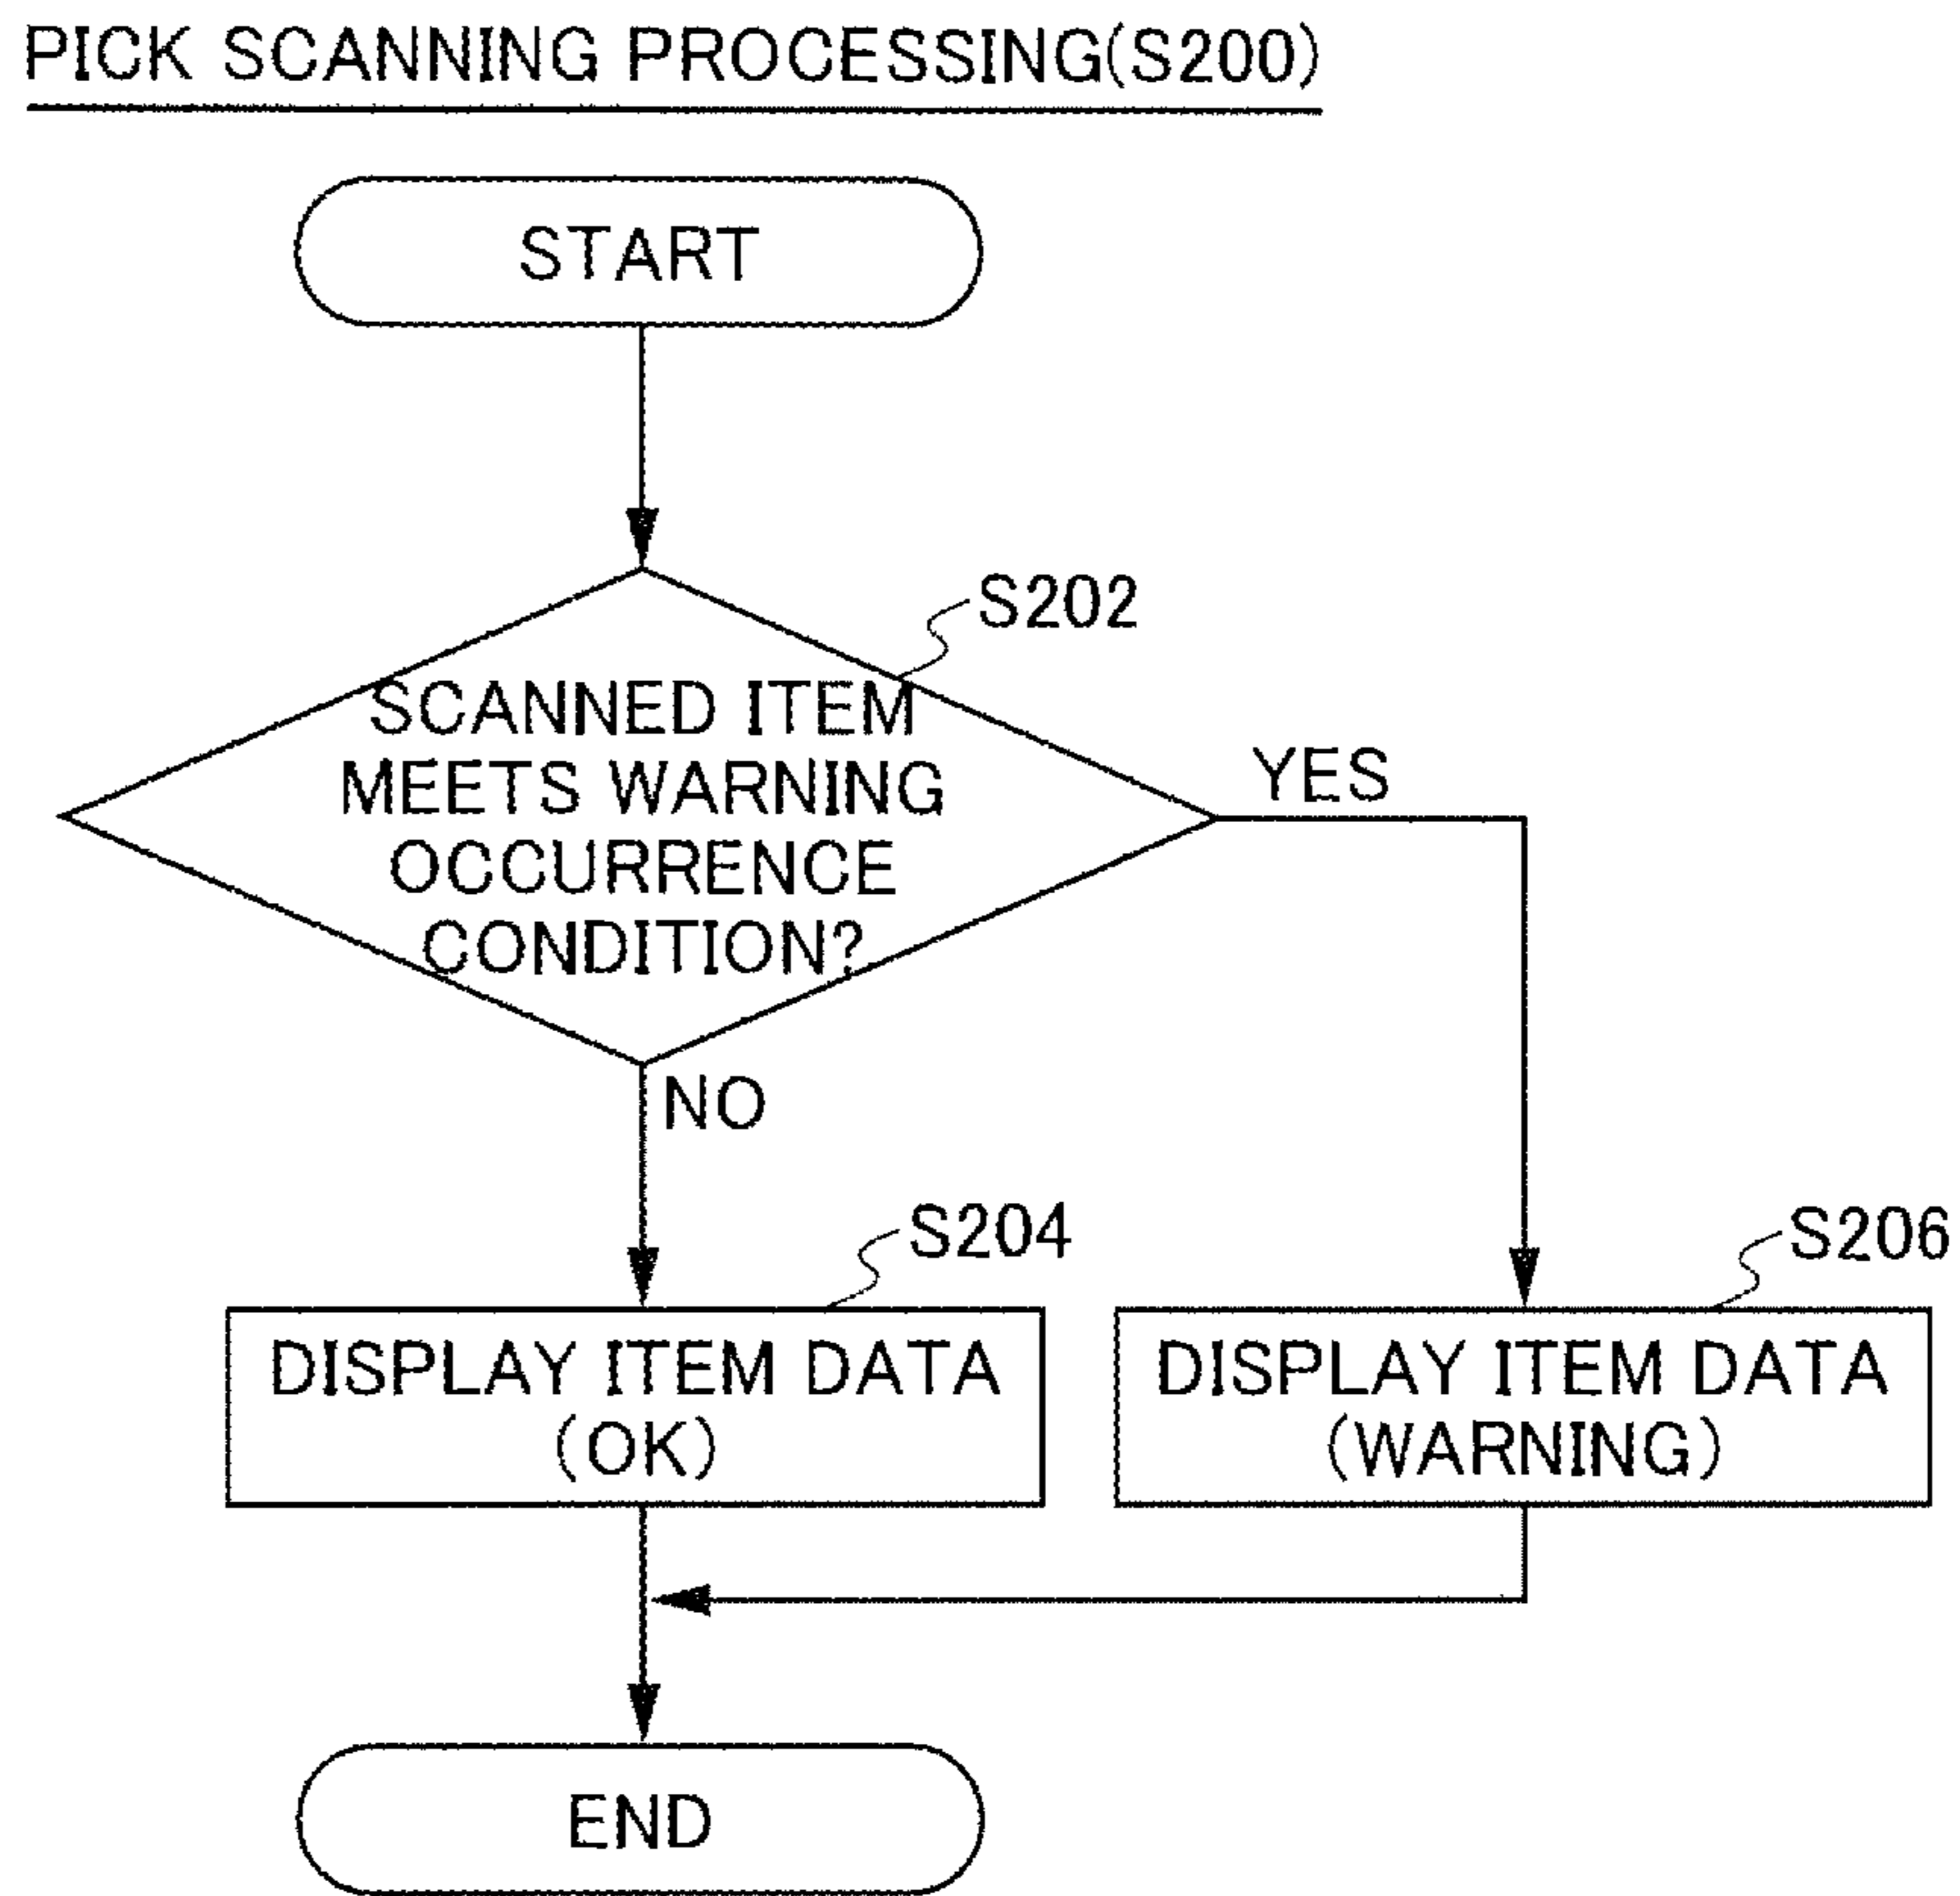 PICK SCANNING PROCESSING(S200)
START
S202
SCANNED ITEM
MEETS WARNING
OCCURRENCE
CONDITION?
YES
NO
S204
DISPLAY ITEM DATA
(OK)
S206
DISPLAY ITEM DATA
(WARNING)
END